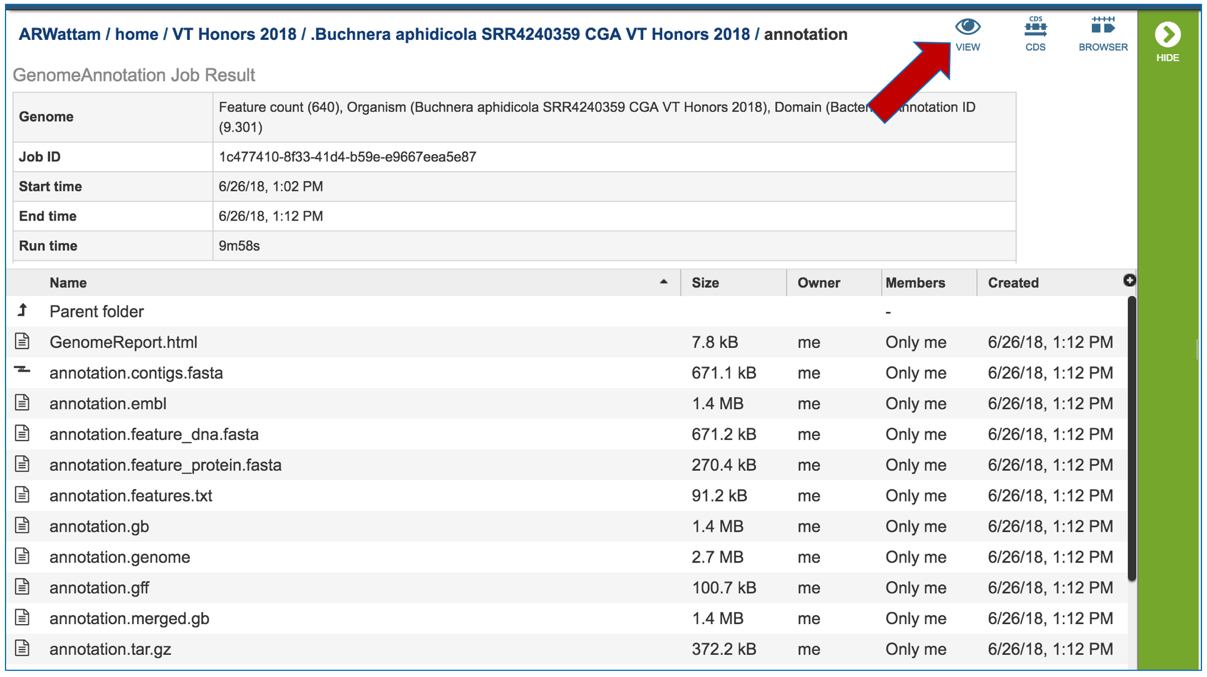 ARWattam / home / VT Honors 2018 / .Buchnera aphidicola SRR4240359 CGA VT Honors 2018 / annotation
VIEW
CDS
CDS
BROWSER
HIDE
GenomeAnnotation Job Result
Genome Feature count (640), Organism (Buchnera aphidicola SRR4240359 CGA VT Honors 2018), Domain nnotation ID
(9.301)
Job ID 1c477410-8f33-41d4-b59e-e9667eea5e87
Start time 6/26/18, 1:02 PM
End time 6/26/18, 1:12 PM
Run time 9m58s
Name Size Owner Members Created
Parent folder -
GenomeReport.html 7.8 kB me Only me 6/26/18, 1:12 PM
annotation.contigs.fasta 671.1 kB me Only me 6/26/18, 1:12 PM
annotation.embl 1.4 MB me Only me 6/26/18, 1:12 PM
annotation.feature_dna.fasta 671.2 kB me Only me 6/26/18, 1:12 PM
annotation.feature_protein.fasta 270.4 kB me Only me 6/26/18, 1:12 PM
annotation.features.txt 91.2 kB me Only me 6/26/18, 1:12 PM
annotation.gb 1.4 MB me Only me 6/26/18, 1:12 PM
annotation.genome 2.7 MB me Only me 6/26/18, 1:12 PM
annotation.gff 100.7 kB me Only me 6/26/18, 1:12 PM
annotation.merged.gb 1.4 MB me Only me 6/26/18, 1:12 PM
annotation.tar.gz 372.2 kB me Only me 6/26/18, 1:12 PM